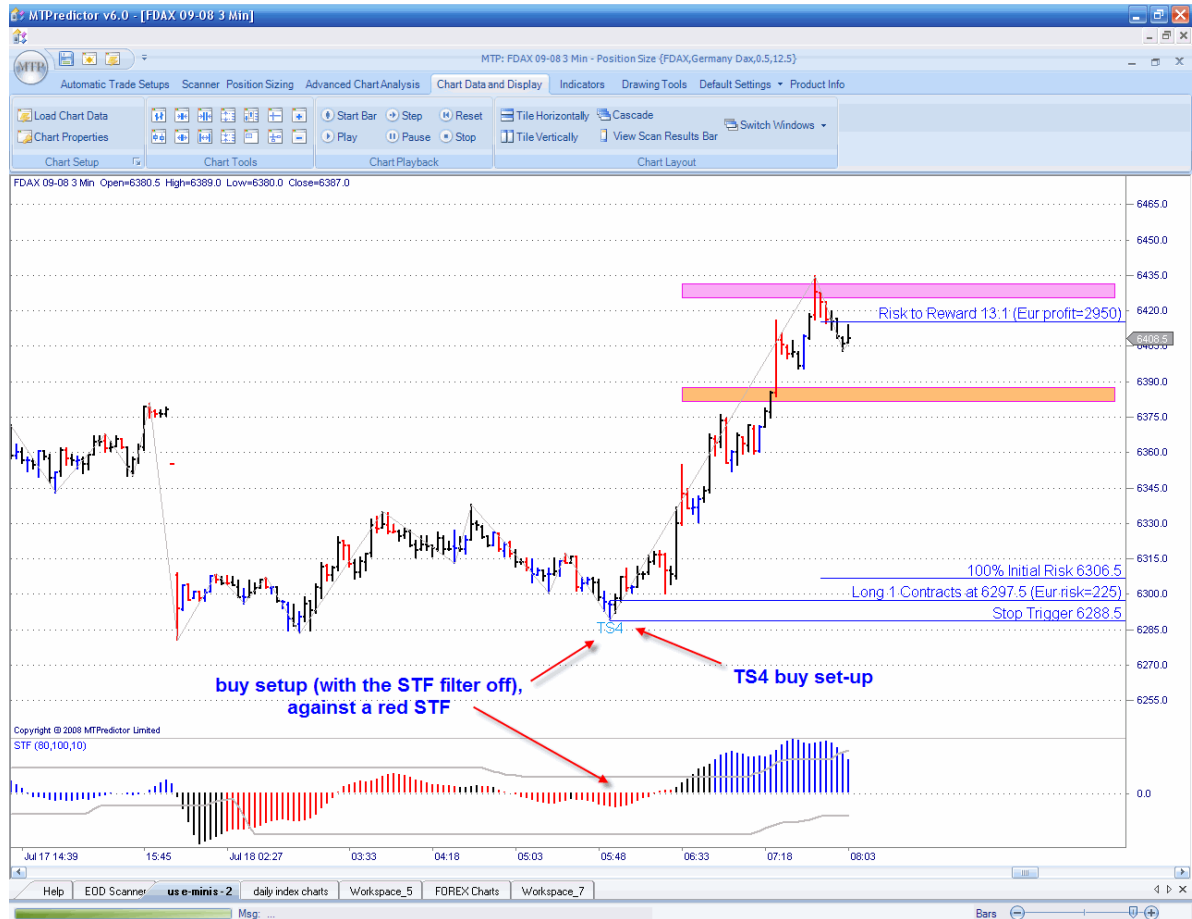 MTPredictor v6.0 - [FDAX 09-08 3 Min]
MTP
MTP: FDAX 09-08 3 Min - Position Size {FDAX,Germany Dax,0.5,12.5}
Automatic Trade Setups Scanner Position Sizing Advanced Chart Analysis Chart Data and Display Indicators Drawing Tools Default Settings Product Info
Load Chart Data Start Bar Step Reset Tile Horizontally Cascade
Switch Windows
Chart Properties Play Pause Stop Tile Vertically View Scan Results Bar
Chart Setup Chart Tools Chart Playback Chart Layout
FDAX 09-08 3 Min Open=6380.5 High=6389.0 Low=6380.0 Close=6387.0
6465.0
6450.0
6435.0
6420.0
Risk to Reward 13.1 (Eur profit=2950)
6408.5
6405.0
6390.0
6375.0
6360.0
6345.0
6330.0
6315.0
100% Initial Risk 6306.5
6300.0
Long 1 Contracts at 6297.5 (Eur risk=225)
Stop Trigger 6288.5
6285.0
TS4
6270.0
TS4 buy set-up
buy setup (with the STF filter off),
against a red STF
6255.0
Copyright @ 2008 MTPredictor Limited
STF (80,100,10)
0.0
Jul 17 14:39 15:45 Jul 18 02:27 03:33 04:18 05:03 05:48 06:33 07:18 08:03
Help EOD Scanner us e-minis - 2 daily index charts Workspace_5 FOREX Charts Workspace_7
Msg: ... Bars